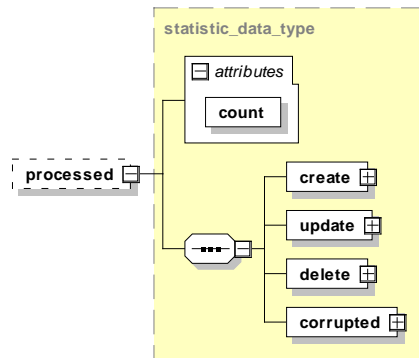 statistic_data_type
attributes
count
processed
create
update
delete
corrupted